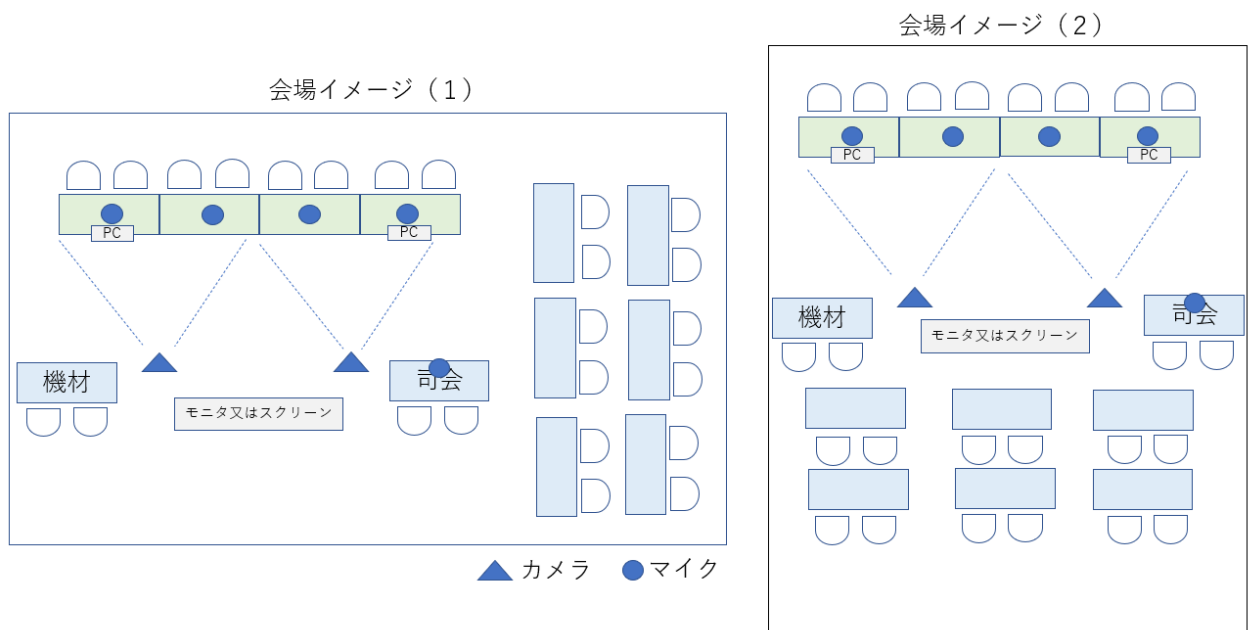 会場イメージ（１）
PC
PC
機材
モニタ又はスクリーン
司会
会場イメージ（２）
PC
PC
機材
モニタ又はスクリーン
司会
カメラ
マイク